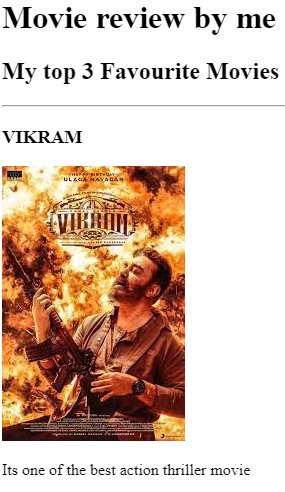 Movie review by me
My top 3 Favourite Movies
VIKRAM
HAPPY BIRTHDAY
ULAGA NAYAGAN
VIKRAM
Its one of the best action thriller movie